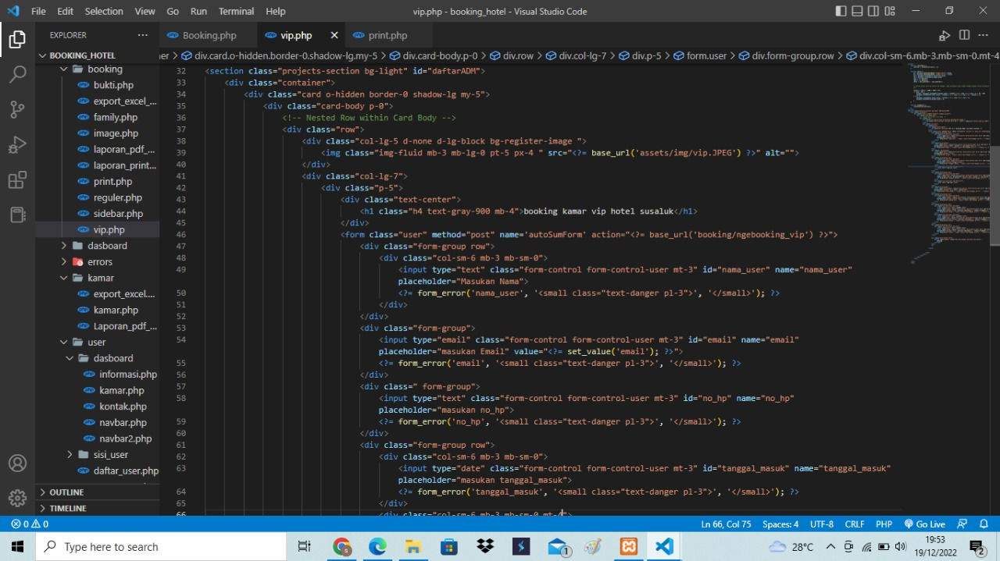 File Edit Selection View Go Run Terminal Help
vip.php - booking_hotel - Visual Studio Code
EXPLORER
BOOKING_HOTEL
booking
bukti.php
export_excel_...
family.php
image.php
laporan_pdf_...
laporan_print...
print.php
reguler.php
sidebar.php
vip.php
dasboard
errors
kamar
export_excel....
kamar.php
Laporan_pdf_...
user
dasboard
informasi.php
kamar.php
kontak.php
navbar.php
navbar2.php
sisi_user
daftar_user.php
OUTLINE
TIMELINE
Booking.php vip.php print.php
ner > div.card.o-hidden.border-0.shadow-lg.my-5 > div.card-body.p-0 > div.row > div.col-lg-7 > div.p-5 > form.user > div.form-group.row > div.col-sm-6.mb-3.mb-sm-0.mt-4
32 <section class="projects-section bg-light" id="daftarADM">
33 <div class="container">
34 <div class="card o-hidden border-0 shadow-lg my-5">
35 <div class="card-body p-0">
36 <!-- Nested Row within Card Body -->
37 <div class="row">
38 <div class="col-lg-5 d-none d-lg-block bg-register-image ">
39 <img class="img-fluid mb-3 mb-lg-0 pt-5 px-4 " src="<?= base_url('assets/img/vip.JPEG') ?>" alt="">
40 </div>
41 <div class="col-lg-7">
42 <div class="p-5">
43 <div class="text-center">
44 <h1 class="h4 text-gray-900 mb-4">booking kamar vip hotel susaluk</h1>
45 </div>
46 <form class="user" method="post" name='autoSumForm' action="<?= base_url('booking/ngebooking_vip') ?>">
47 <div class="form-group row">
48 <div class="col-sm-6 mb-3 mb-sm-0">
49 <input type="text" class="form-control form-control-user mt-3" id="nama_user" name="nama_user"
placeholder="Masukan Nama">
50 <?= form_error('nama_user', '<small class="text-danger pl-3">', '</small>'); ?>
51 </div>
52 </div>
53 <div class="form-group">
54 <input type="email" class="form-control form-control-user mt-3" id="email" name="email"
placeholder="masukan Email" value="<?= set_value('email'); ?>">
55 <?= form_error('email', '<small class="text-danger pl-3">', '</small>'); ?>
56 </div>
57 <div class=" form-group">
58 <input type="text" class="form-control form-control-user mt-3" id="no_hp" name="no_hp"
placeholder="masukan no_hp">
59 <?= form_error('no_hp', '<small class="text-danger pl-3">', '</small>'); ?>
60 </div>
61 <div class="form-group row">
62 <div class="col-sm-6 mb-3 mb-sm-0">
63 <input type="date" class="form-control form-control-user mt-3" id="tanggal_masuk" name="tanggal_masuk"
placeholder="masukan tanggal_masuk">
64 <?= form_error('tanggal_masuk', '<small class="text-danger pl-3">', '</small>'); ?>
65 </div>
66 <div class="col-sm-6 mb-3 mb-sm-0 mt-4">
0 0 Ln 66, Col 75 Spaces: 4 UTF-8 CRLF PHP Go Live
Type here to search
1
28°C
19:53
19/12/2022
2